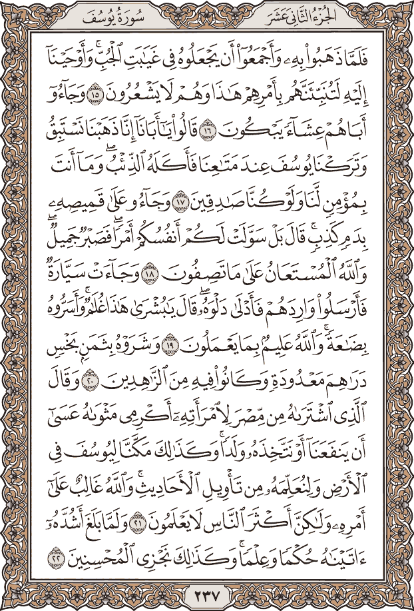 الجزء الثاني عشر
سورة يوسف
فَلَمَّا ذَهَبُوا۟ بِهِۦ وَأَجْمَعُوٓا۟ أَن يَجْعَلُوهُ فِى غَيَٰبَتِ ٱلْجُبِّ ۚ وَأَوْحَيْنَآ
إِلَيْهِ لَتُنَبِّئَنَّهُم بِأَمْرِهِمْ هَٰذَا وَهُمْ لَا يَشْعُرُونَ ١٥ وَجَآءُوٓ
أَبَاهُمْ عِشَآءً يَبْكُونَ ١٦ قَالُوا۟ يَٰٓأَبَانَآ إِنَّا ذَهَبْنَا نَسْتَبِقُ
وَتَرَكْنَا يُوسُفَ عِندَ مَتَٰعِنَا فَأَكَلَهُ ٱلذِّئْبُ ۖ وَمَآ أَنتَ
بِمُؤْمِنٍ لَّنَا وَلَوْ كُنَّا صَٰدِقِينَ ١٧ وَجَآءُو عَلَىٰ قَمِيصِهِۦ
بِدَمٍ كَذِبٍ ۚ قَالَ بَلْ سَوَّلَتْ لَكُمْ أَنفُسُكُمْ أَمْرًا ۖ فَصَبْرٌ جَمِيلٌ ۖ
وَٱللَّهُ ٱلْمُسْتَعَانُ عَلَىٰ مَا تَصِفُونَ ١٨ وَجَآءَتْ سَيَّارَةٌ
فَأَرْسَلُوا۟ وَارِدَهُمْ فَأَدْلَىٰ دَلْوَهُۥ ۖ قَالَ يَٰبُشْرَىٰ هَٰذَا غُلَٰمٌ ۚ وَأَسَرُّوهُ
بِضَٰعَةً ۚ وَٱللَّهُ عَلِيمٌۢ بِمَا يَعْمَلُونَ ١٩ وَشَرَوْهُ بِثَمَنٍۭ بَخْسٍ
دَرَٰهِمَ مَعْدُودَةٍ وَكَانُوا۟ فِيهِ مِنَ ٱلزَّٰهِدِينَ ٢٠ وَقَالَ
ٱلَّذِى ٱشْتَرَىٰهُ مِن مِّصْرَ لِٱمْرَأَتِهِۦٓ أَكْرِمِى مَثْوَىٰهُ عَسَىٰٓ
أَن يَنفَعَنَآ أَوْ نَتَّخِذَهُۥ وَلَدًا ۚ وَكَذَٰلِكَ مَكَّنَّا لِيُوسُفَ فِى
ٱلْأَرْضِ وَلِنُعَلِّمَهُۥ مِن تَأْوِيلِ ٱلْأَحَادِيثِ ۚ وَٱللَّهُ غَالِبٌ عَلَىٰٓ
أَمْرِهِۦ وَلَٰكِنَّ أَكْثَرَ ٱلنَّاسِ لَا يَعْلَمُونَ ٢١ وَلَمَّا بَلَغَ أَشُدَّهُۥٓ
ءَاتَيْنَٰهُ حُكْمًا وَعِلْمًا ۚ وَكَذَٰلِكَ نَجْزِى ٱلْمُحْسِنِينَ ٢٢
٢٣٧